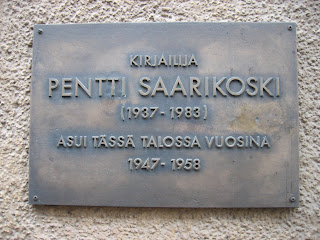 KIRJAILIJA
PENTTI SAARIKOSKI
(1937-1983)
ASUI TÄSSÄ TALOSSA VUOSINA
1947-1958